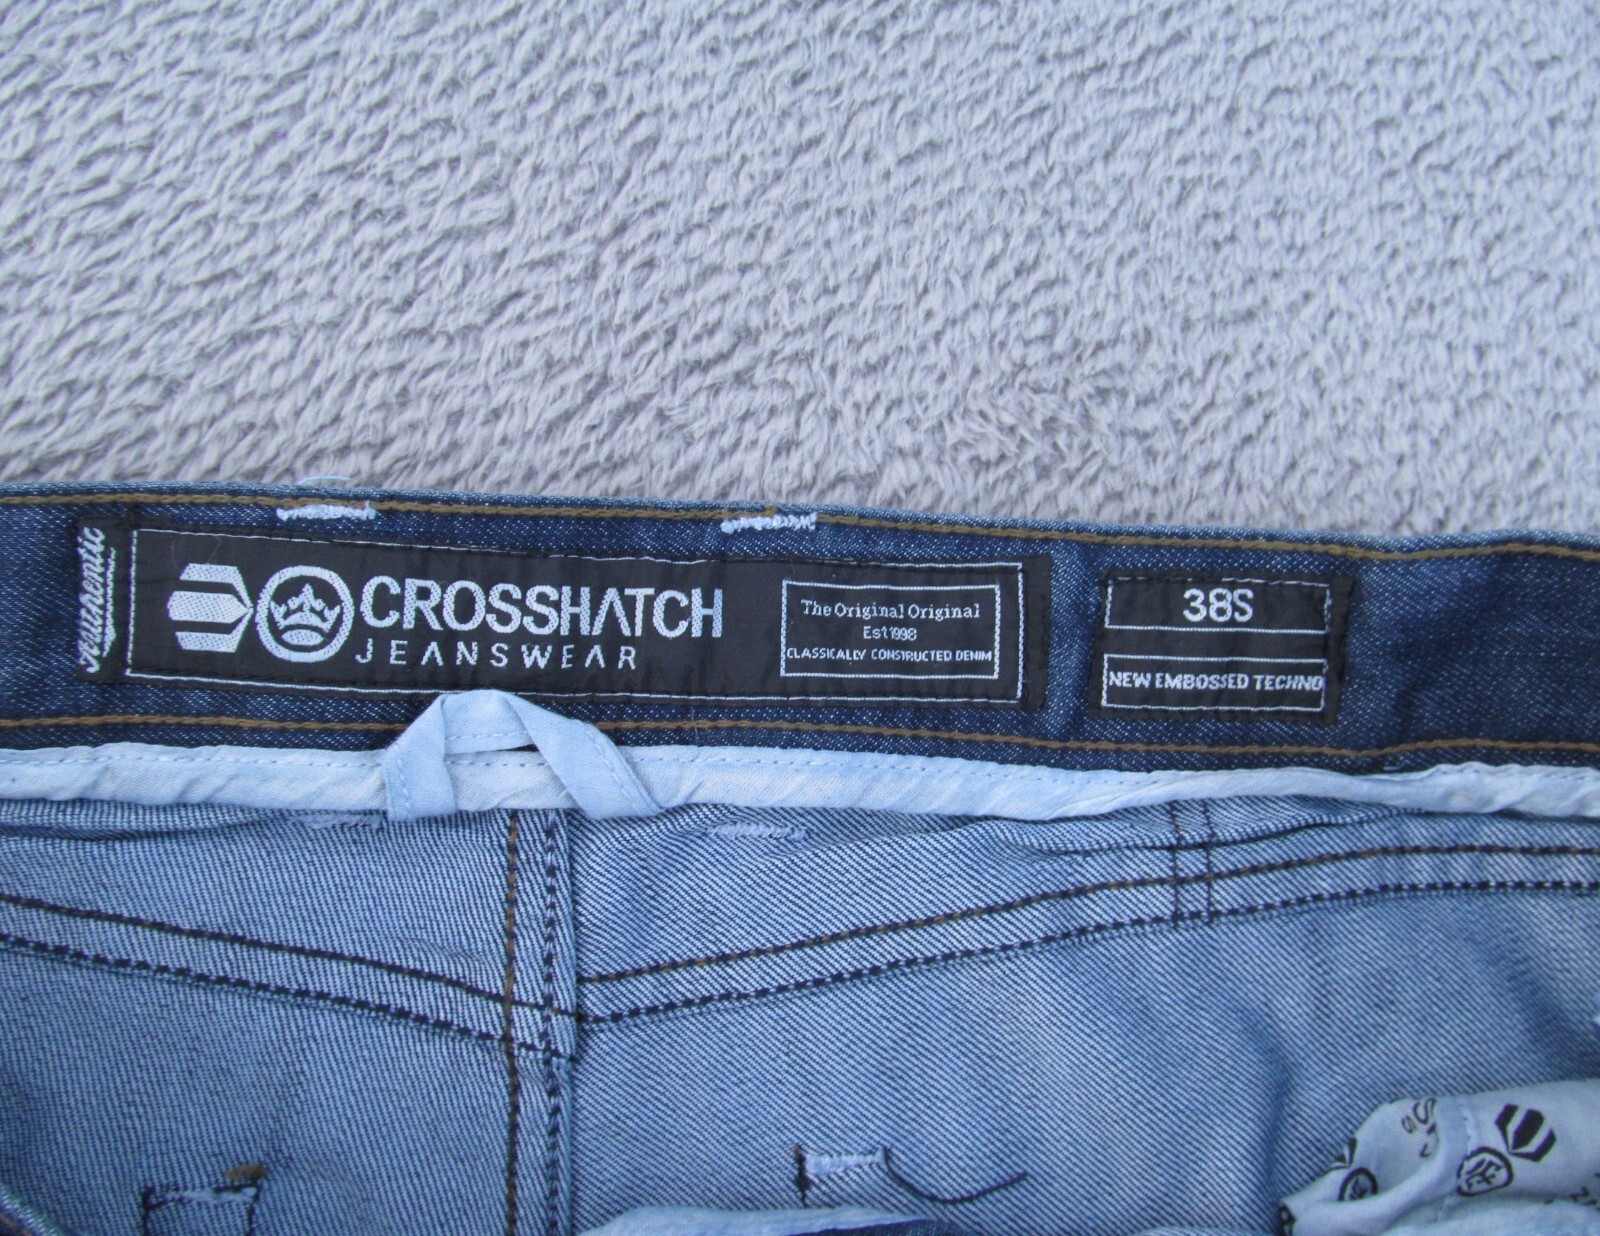 Authentic
CROSSHATCH
JEANSWEAR
The Original Original
Est 1998
CLASSICALLY CONSTRUCTED DENIM
38S
NEW EMBOSSED TECHNO